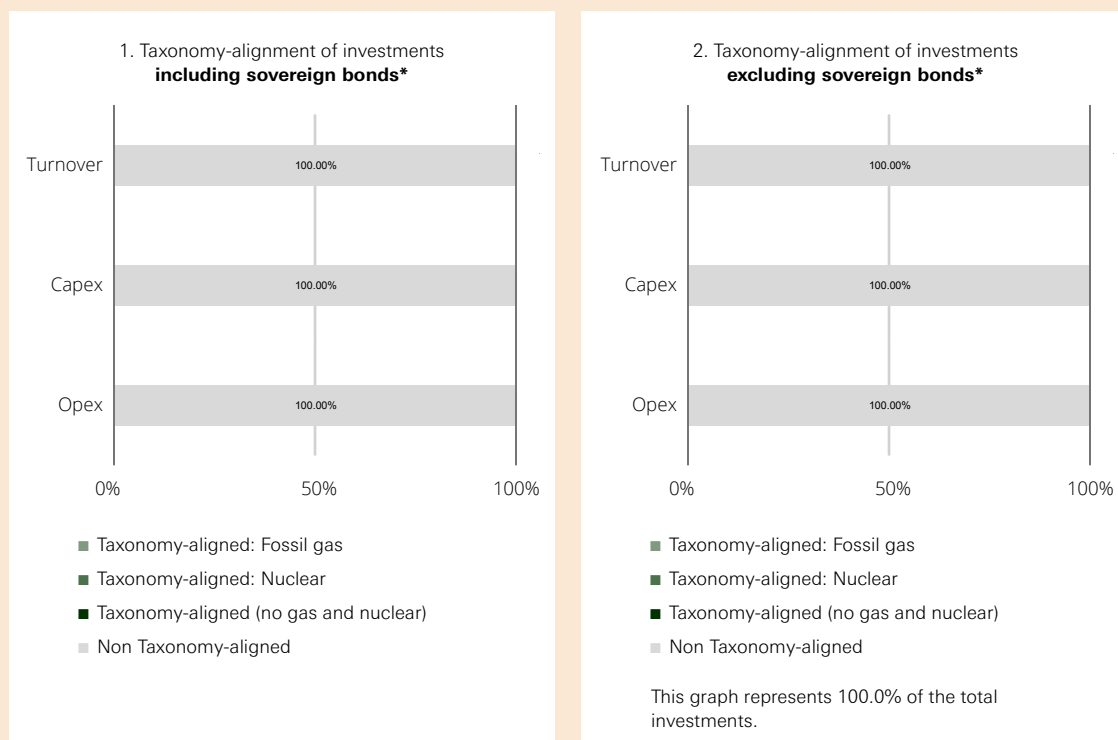 1. Taxonomy-alignment of investments
including sovereign bonds*
Turnover
100.00%
Capex
100.00%
Opex
100.00%
0%
50%
100%
Taxonomy-aligned: Fossil gas
Taxonomy-aligned: Nuclear
Taxonomy-aligned (no gas and nuclear)
Non Taxonomy-aligned
2. Taxonomy-alignment of investments
excluding sovereign bonds*
Turnover
100.00%
Capex
100.00%
Opex
100.00%
0%
50%
100%
Taxonomy-aligned: Fossil gas
Taxonomy-aligned: Nuclear
Taxonomy-aligned (no gas and nuclear)
Non Taxonomy-aligned
This graph represents 100.0% of the total
investments.